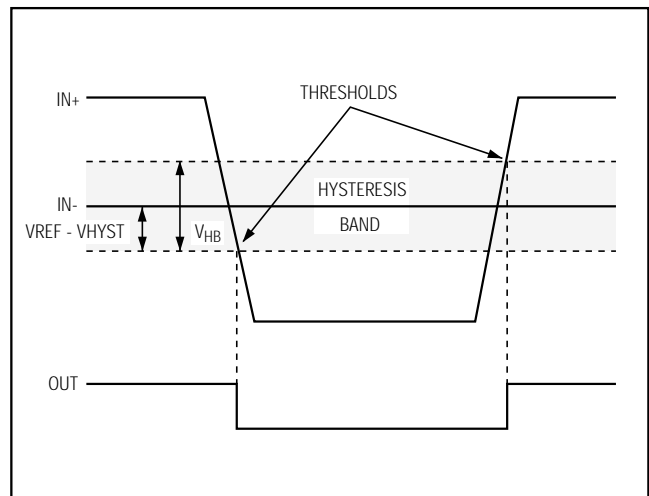 IN+
THRESHOLDS
IN-
HYSTERESIS
BAND
VREF - VHYST
VHB
OUT